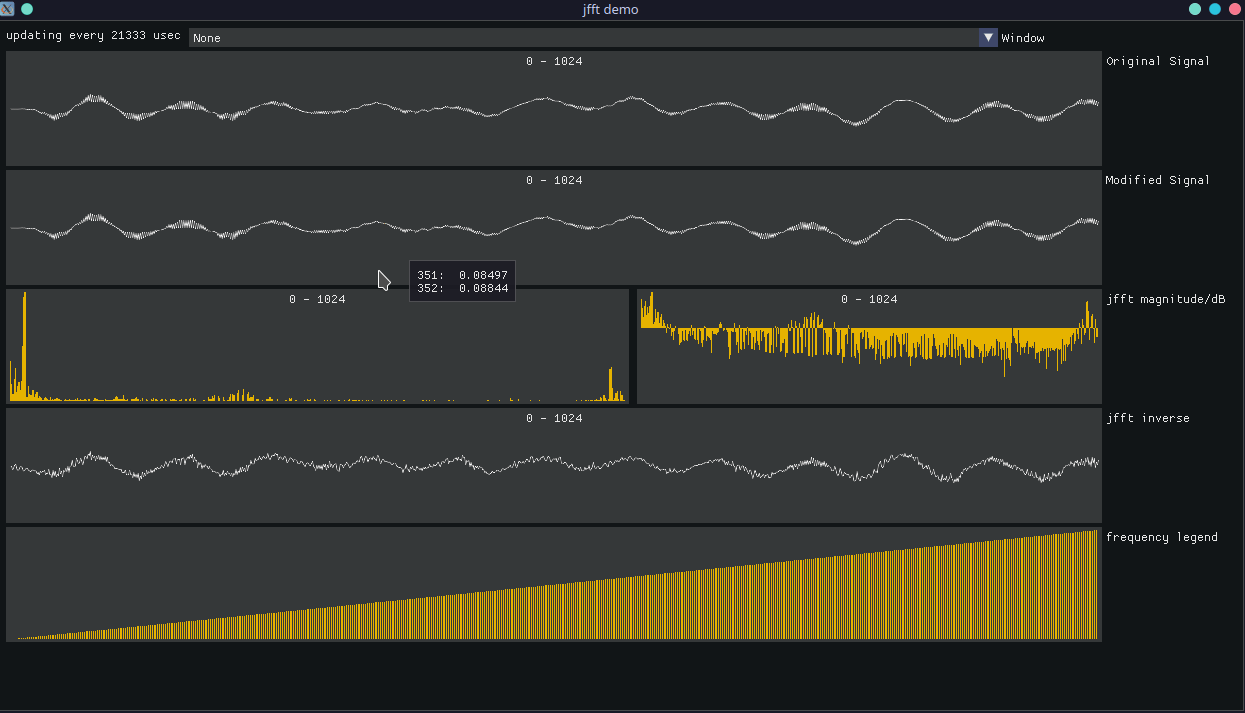 jfft demo
updating every 21333 usec
None
Window
0 - 1024
Original Signal
0 - 1024
Modified Signal
351:  0.08497
352:  0.08844
0 - 1024
0 - 1024
jfft magnitude/dB
0 - 1024
jfft inverse
frequency legend